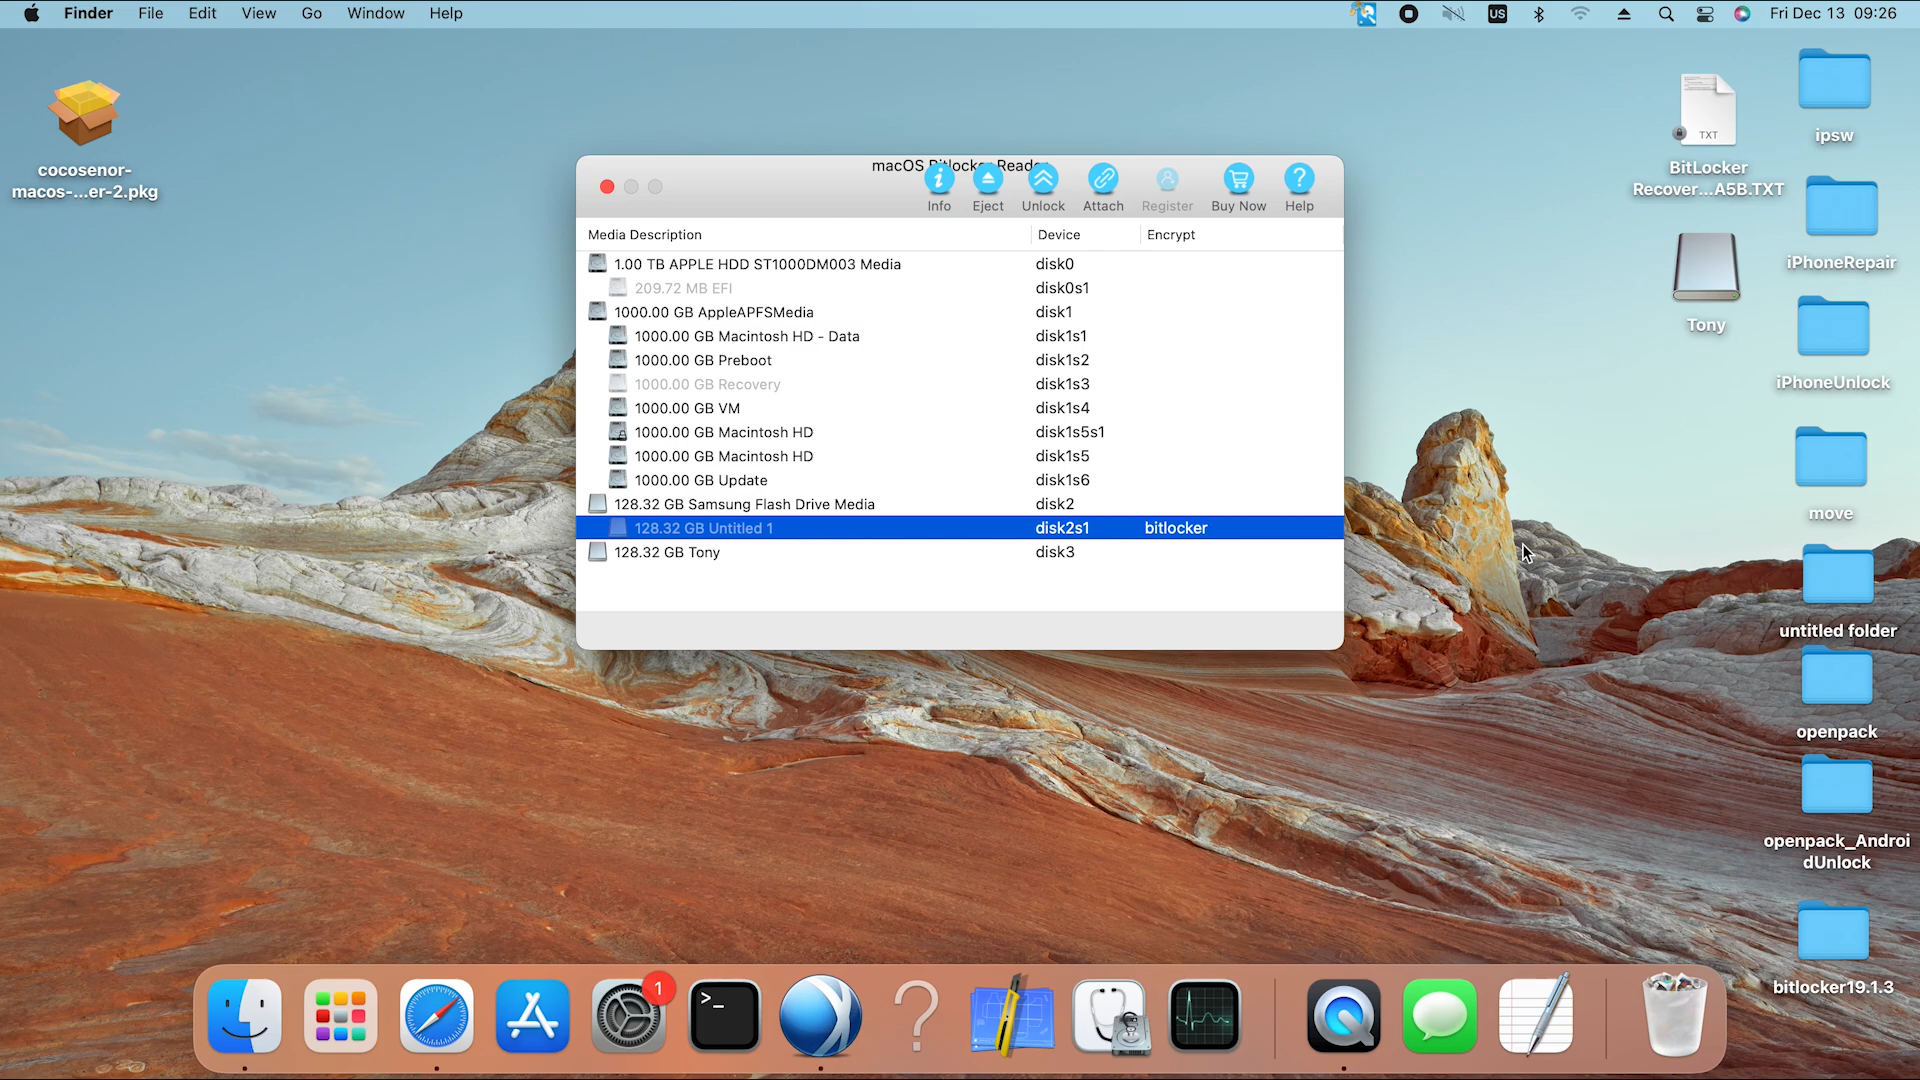 Finder File Edit View Go Window Help
US
Fri Dec 13 09:26
cocosenor-
macos-...er-2.pkg
TXT
BitLocker
Recover...A5B.TXT
Tony
ipsw
iPhoneRepair
iPhoneUnlock
move
untitled folder
openpack
openpack_Androi
dUnlock
bitlocker19.1.3
macOS Bitlocker Reader
Info Eject Unlock Attach Register Buy Now Help
Media Description Device Encrypt
1.00 TB APPLE HDD ST1000DM003 Media disk0
209.72 MB EFI disk0s1
1000.00 GB AppleAPFSMedia disk1
1000.00 GB Macintosh HD - Data disk1s1
1000.00 GB Preboot disk1s2
1000.00 GB Recovery disk1s3
1000.00 GB VM disk1s4
1000.00 GB Macintosh HD disk1s5s1
1000.00 GB Macintosh HD disk1s5
1000.00 GB Update disk1s6
128.32 GB Samsung Flash Drive Media disk2
128.32 GB Untitled 1 disk2s1 bitlocker
128.32 GB Tony disk3
1
>_
?